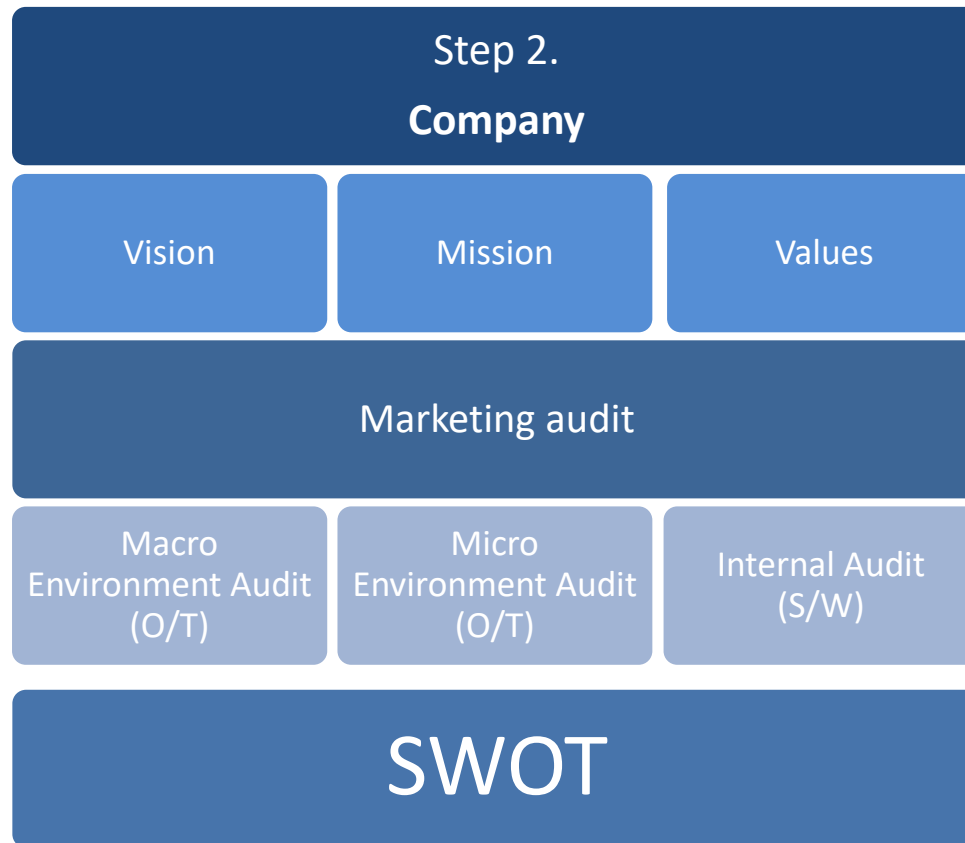 Step 2.
Company
Vision
Mission
Values
Marketing audit
Macro
Environment Audit
(O/T)
Micro
Environment Audit
(O/T)
Internal Audit
(S/W)
SWOT